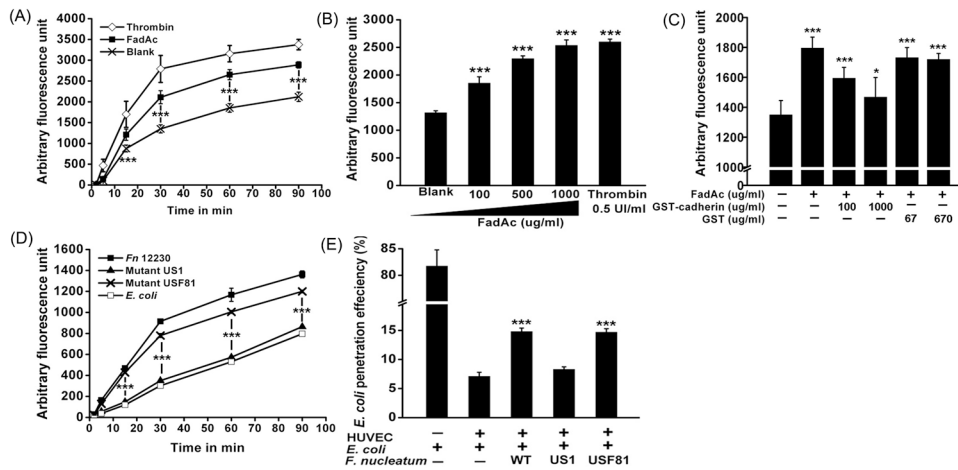 (A)
Arbitrary fluorescence unit
4000
3500
3000
2500
2000
1500
1000
500
0
Thrombin
FadAc
Blank
***
***
***
***
0 10 20 30 40 50 60 70 80 90 100
Time in min
(B)
Arbitrary fluorescence unit
3000
2500
2000
1500
1000
500
0
***
***
***
***
Blank 100 500 1000 Thrombin
0.5 UI/ml
FadAc (ug/ml)
(C)
Arbitrary fluorescence unit
2000
1800
1600
1400
1200
1000
0
***
***
*
***
***
FadAc (ug/ml) – + + + + +
GST-cadherin (ug/ml) – – 100 1000 – –
GST (ug/ml) – – – – 67 670
(D)
Arbitrary fluorescence unit
1600
1400
1200
1000
800
600
400
200
0
Fn 12230
Mutant US1
Mutant USF81
E. coli
***
***
***
***
0 10 20 30 40 50 60 70 80 90 100
Time in min
(E)
E. coli penetration effeciency (%)
85
80
15
10
5
0
***
***
HUVEC – + + + +
E. coli + + + + +
F. nucleatum – – WT US1 USF81